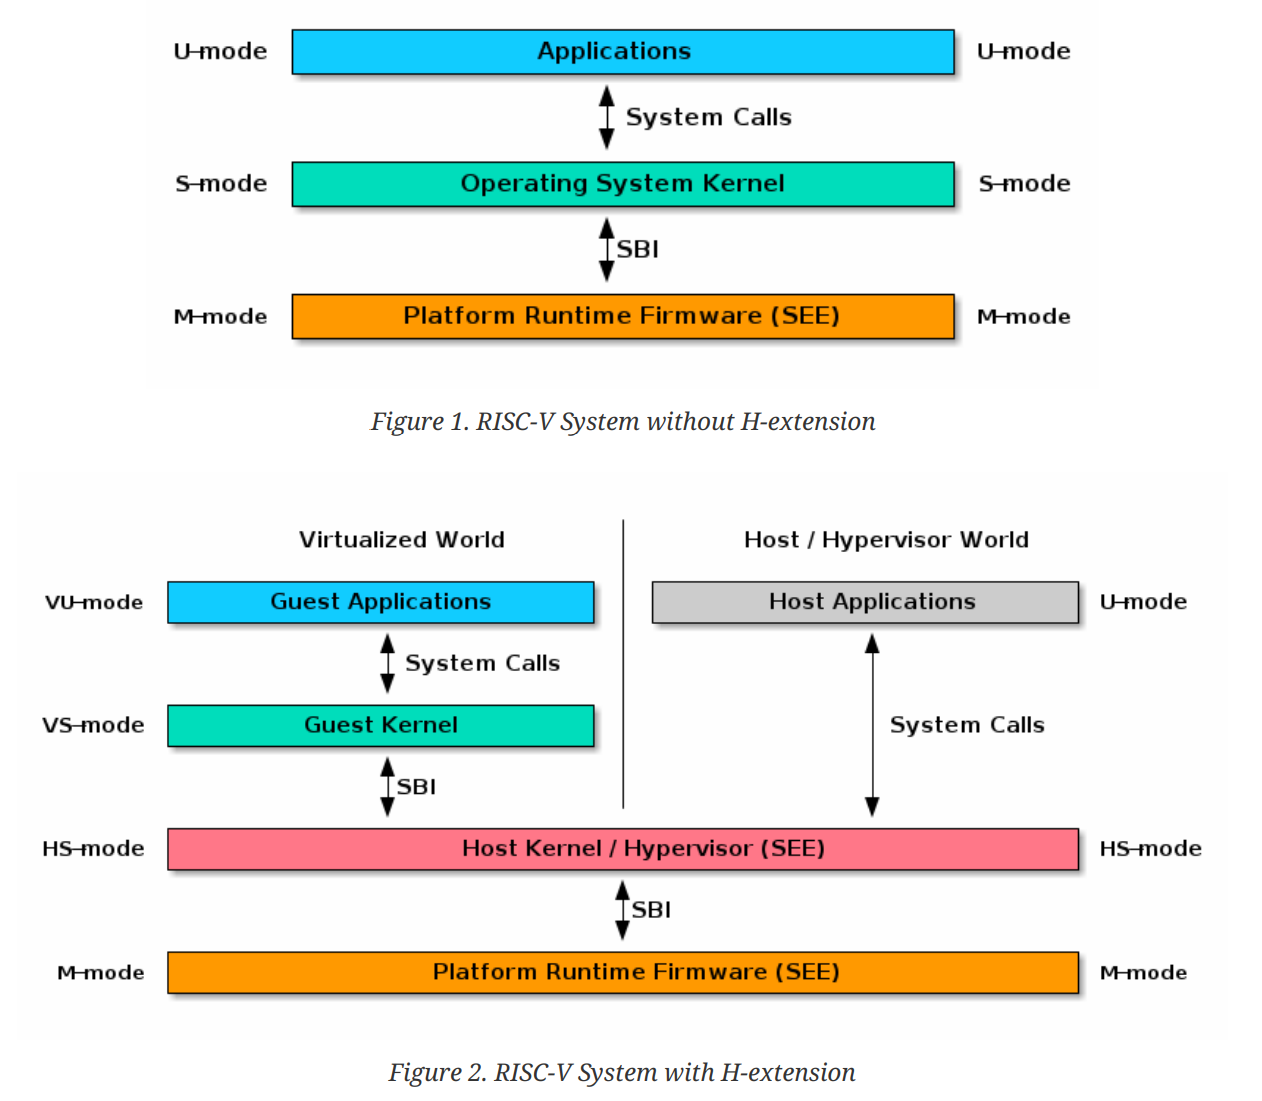 U-mode Applications U-mode
System Calls
S-mode Operating System Kernel S-mode
SBI
M-mode Platform Runtime Firmware (SEE) M-mode
Figure 1. RISC-V System without H-extension
Virtualized World Host / Hypervisor World
VU-mode Guest Applications Host Applications U-mode
System Calls
VS-mode Guest Kernel System Calls
SBI
HS-mode Host Kernel / Hypervisor (SEE) HS-mode
SBI
M-mode Platform Runtime Firmware (SEE) M-mode
Figure 2. RISC-V System with H-extension